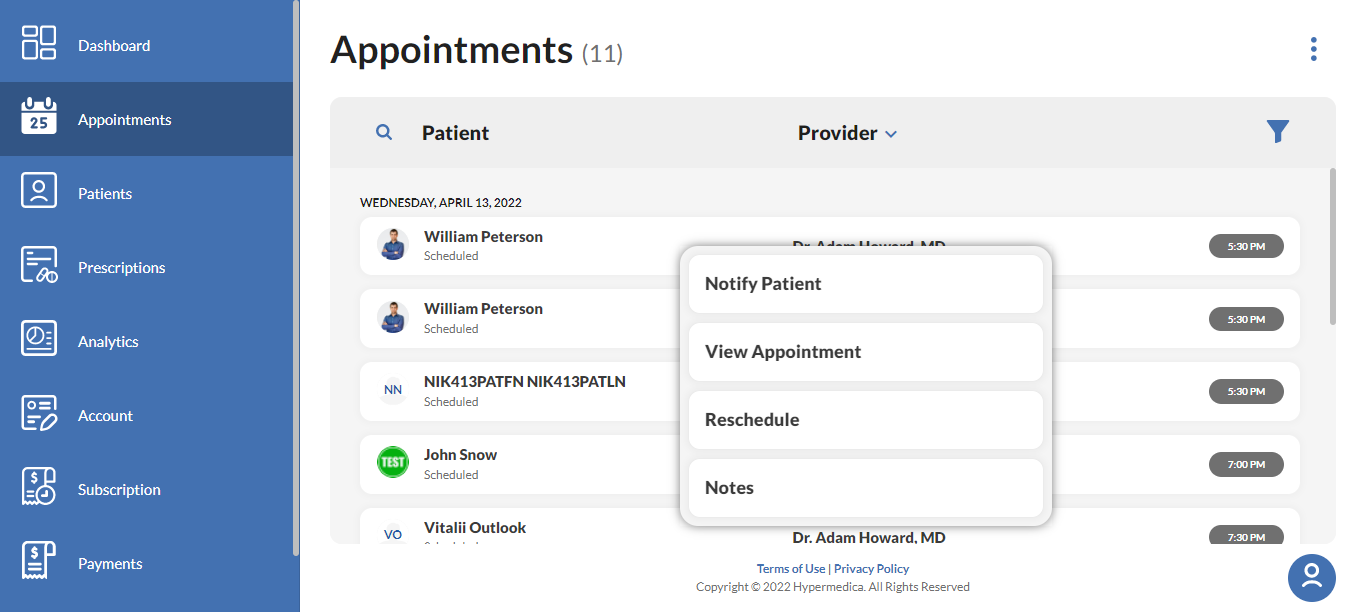 Dashboard
25
Appointments
Patients
Prescriptions
Analytics
Account
$
Subscription
$
Payments
Appointments (11)
Patient
Provider
WEDNESDAY, APRIL 13, 2022
William Peterson
Scheduled
Dr. Adam Howard, MD
5:30 PM
William Peterson
Scheduled
5:30 PM
NN
NIK413PATFN NIK413PATLN
Scheduled
5:30 PM
TEST
John Snow
Scheduled
7:00 PM
VO
Vitalii Outlook
Dr. Adam Howard, MD
7:30 PM
Notify Patient
View Appointment
Reschedule
Notes
Terms of Use | Privacy Policy
Copyright © 2022 Hypermedica. All Rights Reserved